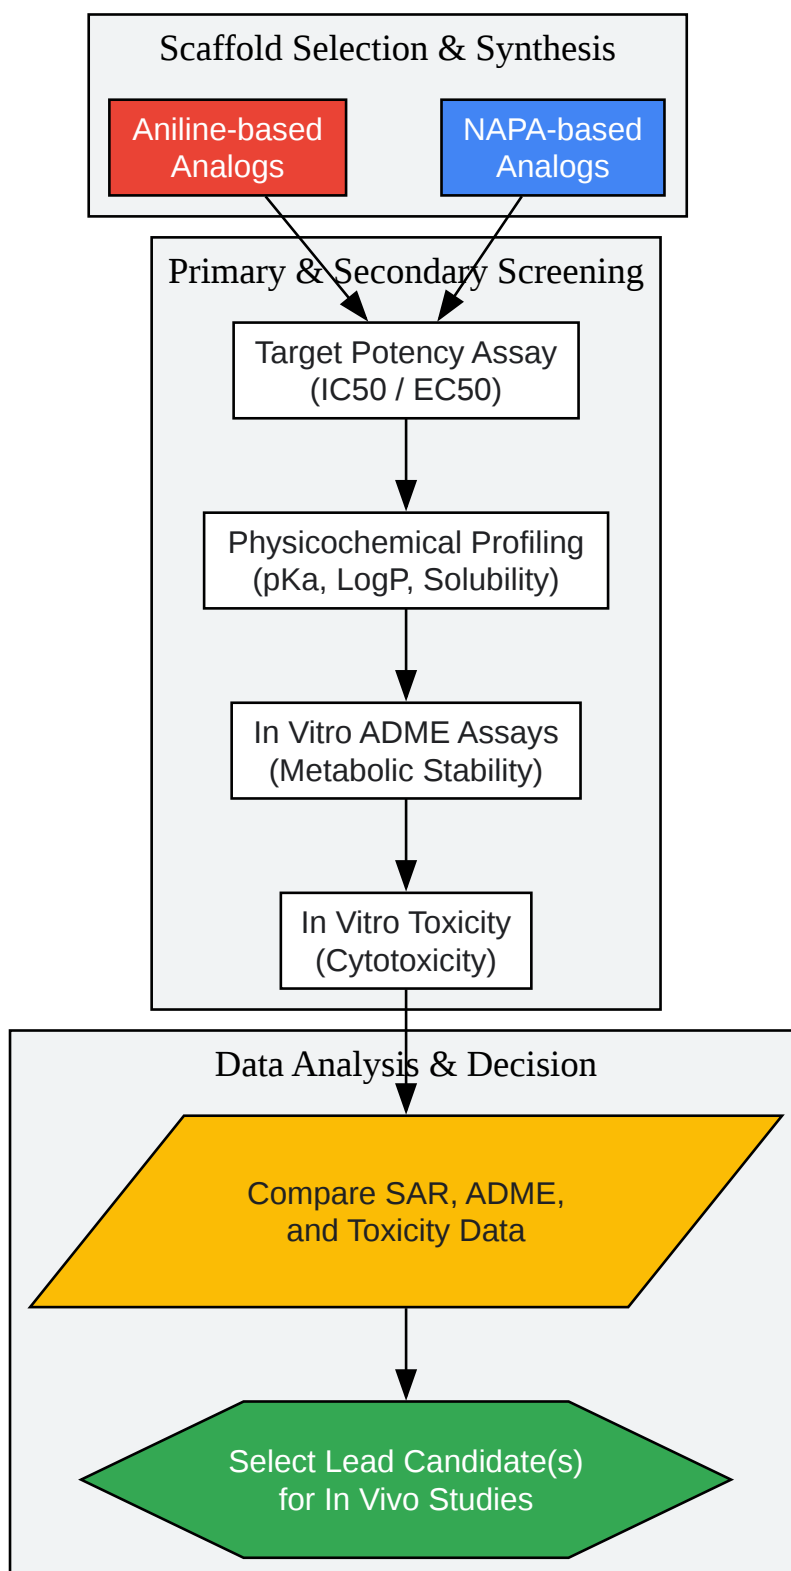 Scaffold Selection & Synthesis
Aniline-based
Analogs
NAPA-based
Analogs
Primary & Secondary Screening
Target Potency Assay
(IC50 / EC50)
Physicochemical Profiling
(pKa, LogP, Solubility)
In Vitro ADME Assays
(Metabolic Stability)
In Vitro Toxicity
(Cytotoxicity)
Data Analysis & Decision
Compare SAR, ADME,
and Toxicity Data
Select Lead Candidate(s)
for In Vivo Studies